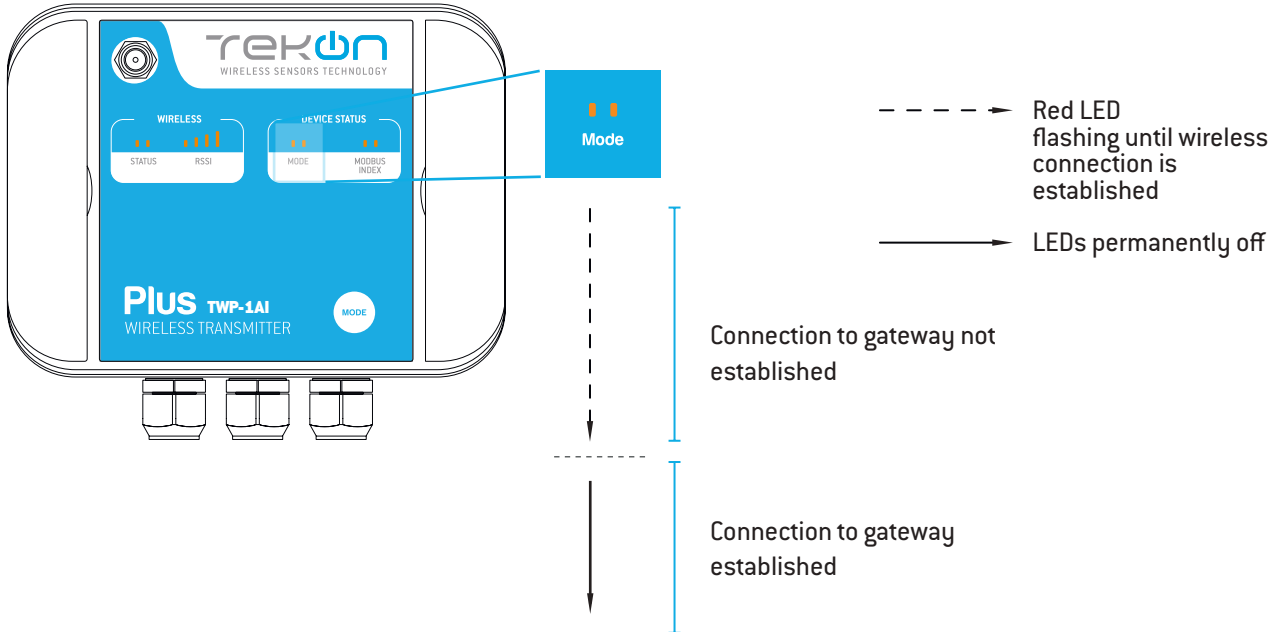 TEKON
WIRELESS SENSORS TECHNOLOGY
WIRELESS
DEVICE STATUS
STATUS
RSSI
MODE
MODBUS
INDEX
Plus TWP-1AI
WIRELESS TRANSMITTER
MODE
Mode
Red LED
flashing until wireless
connection is
established
LEDs permanently off
Connection to gateway not
established
Connection to gateway
established